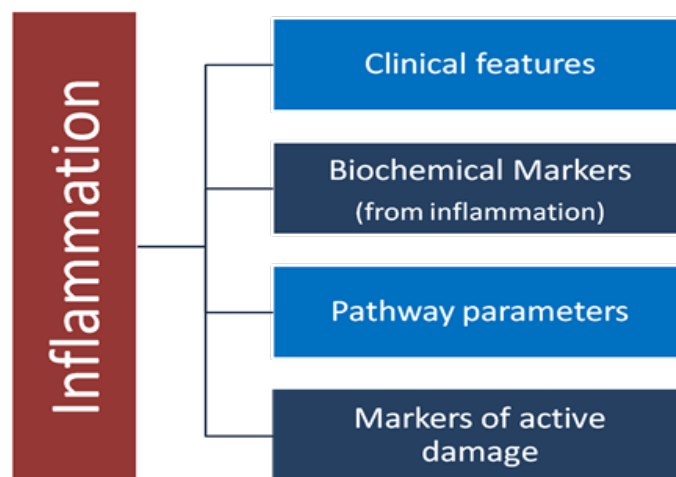 Inflammation
Clinical features
Biochemical Markers
(from inflammation)
Pathway parameters
Markers of active
damage